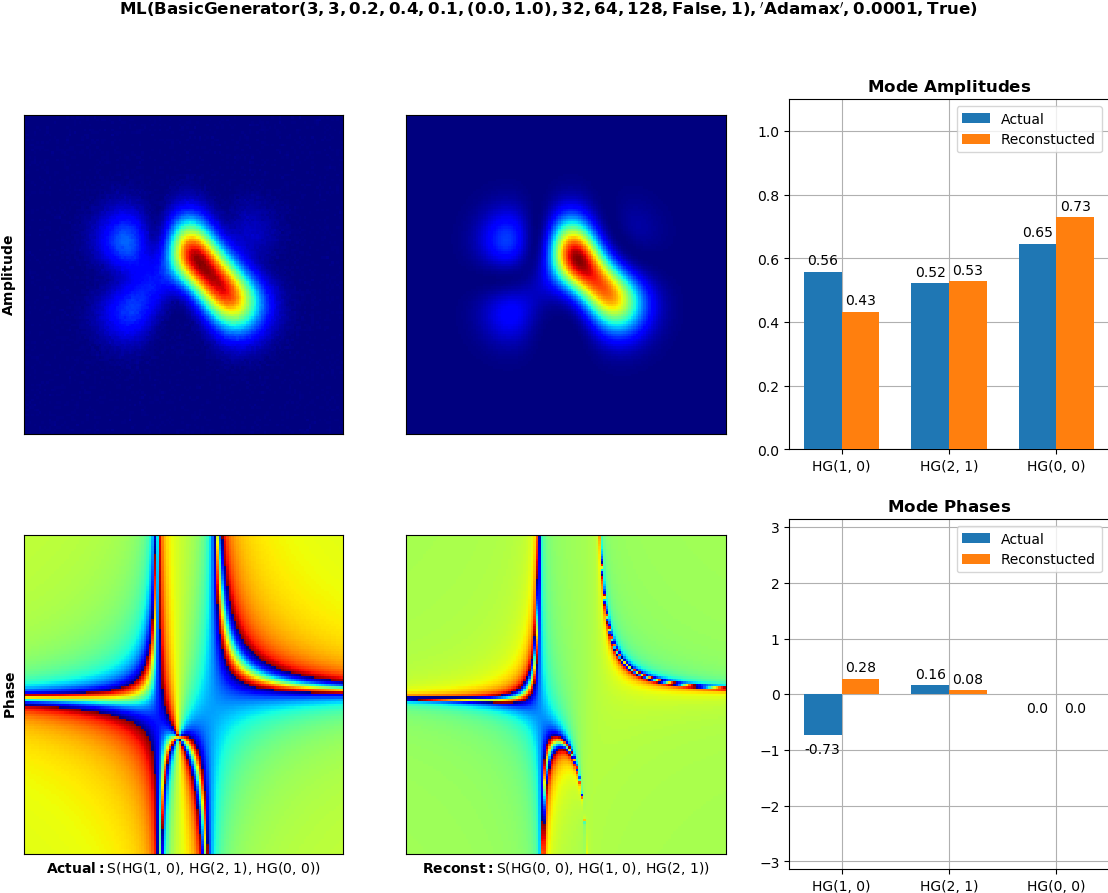 ML(BasicGenerator(3, 3, 0.2, 0.4, 0.1, (0.0, 1.0), 32, 64, 128, False, 1), ′Adamax′, 0.0001, True)
Amplitude
Mode Amplitudes
Actual
Reconstucted
1.0
0.8
0.6
0.4
0.2
0.0
0.56
0.43
0.52
0.53
0.65
0.73
HG(1, 0)
HG(2, 1)
HG(0, 0)
Phase
Actual: S(HG(1, 0), HG(2, 1), HG(0, 0))
Reconst: S(HG(0, 0), HG(1, 0), HG(2, 1))
Mode Phases
Actual
Reconstucted
3
2
1
0
−1
−2
−3
-0.73
0.28
0.16
0.08
0.0
0.0
HG(1, 0)
HG(2, 1)
HG(0, 0)